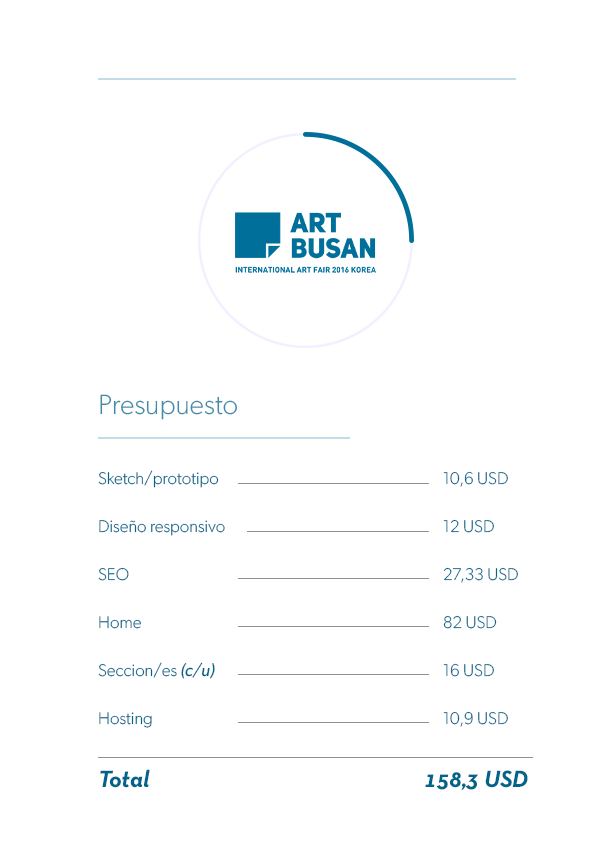 ART
BUSAN
INTERNATIONAL ART FAIR 2016 KOREA
Presupuesto
Sketch/prototipo 10,6 USD
Diseño responsivo 12 USD
SEO 27,33 USD
Home 82 USD
Seccion/es (c/u) 16 USD
Hosting 10,9 USD
Total 158,3 USD